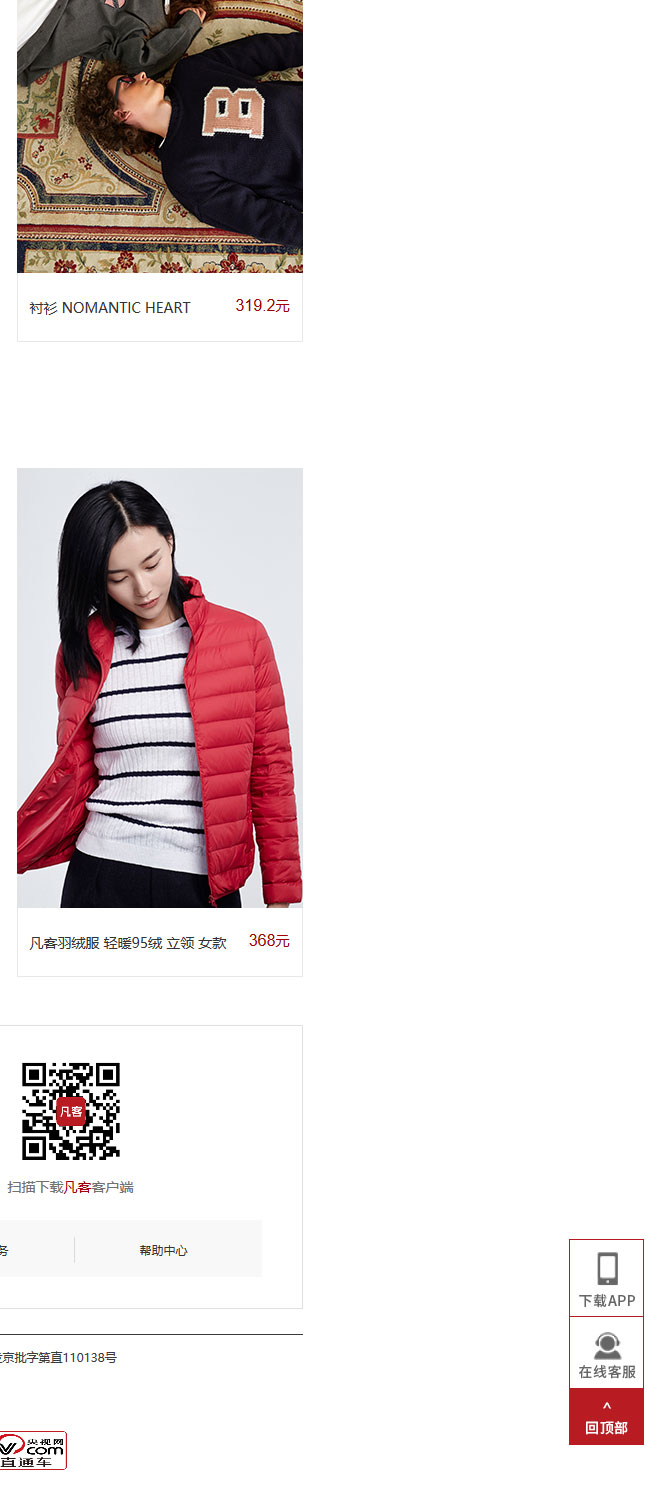 B
衬衫 NOMANTIC HEART 319.2元
凡客羽绒服 轻暖95绒 立领 女款 368元
凡客
扫描下载凡客客户端
务
帮助中心
下载APP
京批字第直110138号
在线客服
^
回顶部
央视网
com
直通车